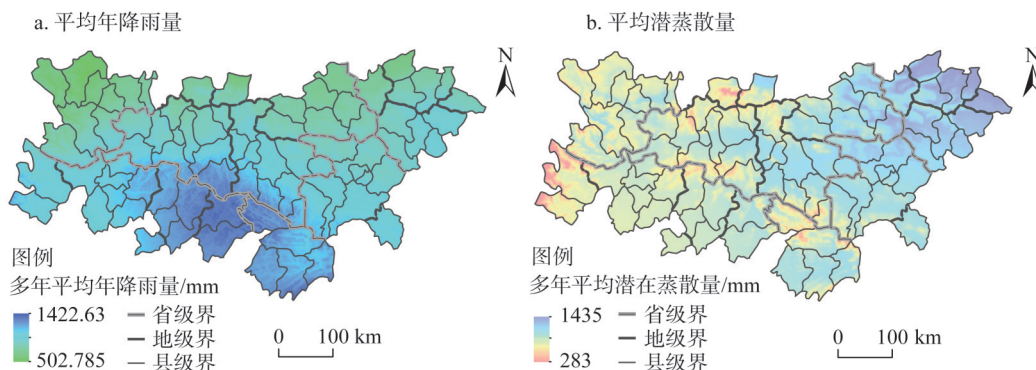 a. 平均年降雨量
N
图例
多年平均年降雨量/mm
1422.63
502.785
省级界
地级界
县级界
0 100 km
b. 平均潜蒸散量
N
图例
多年平均潜在蒸散量/mm
1435
283
省级界
地级界
县级界
0 100 km